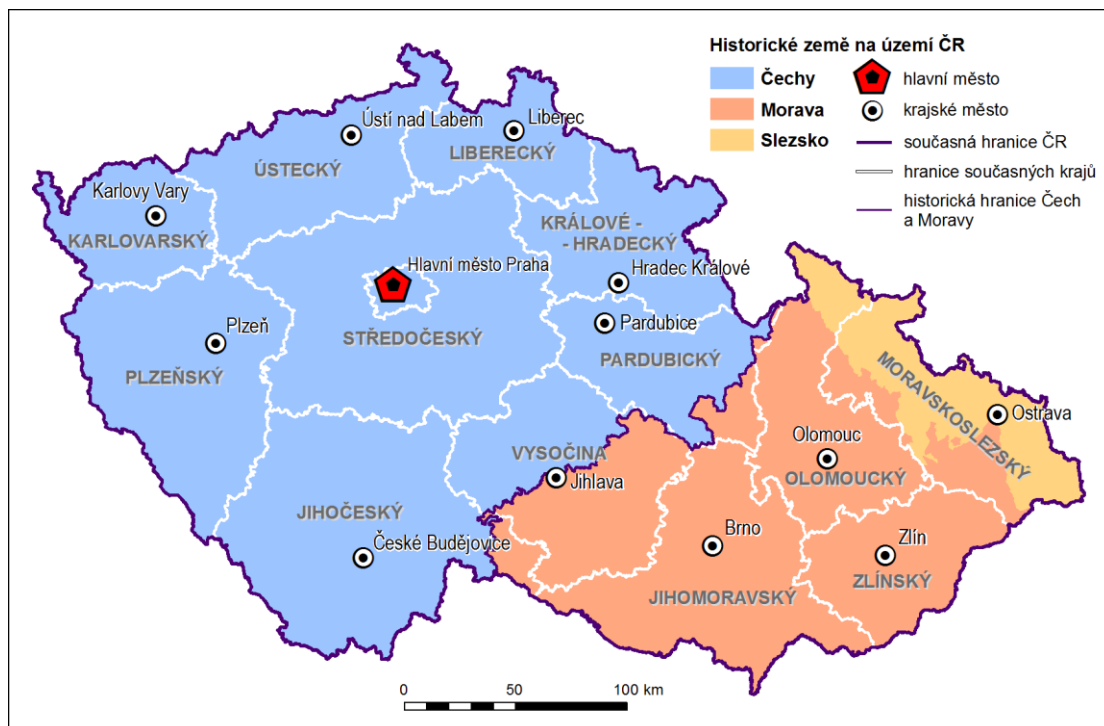 Historické země na území ČR
Čechy
Morava
Slezsko
hlavní město
krajské město
současná hranice ČR
hranice současných krajů
historická hranice Čech
a Moravy
Ústí nad Labem
Liberec
LIBERECKÝ
ÚSTECKÝ
Karlovy Vary
KARLOVARSKÝ
KRÁLOVÉ -
- HRADECKÝ
Hlavní město Praha
Hradec Králové
Plzeň
STŘEDOČESKÝ
Pardubice
PLZEŇSKÝ
PARDUBICKÝ
MORAVSKOSLEZSKÝ
Ostrava
VYSOČINA
Olomouc
Jihlava
OLOMOUCKÝ
JIHOČESKÝ
České Budějovice
Brno
Zlín
ZLÍNSKÝ
JIHOMORAVSKÝ
0 50 100 km